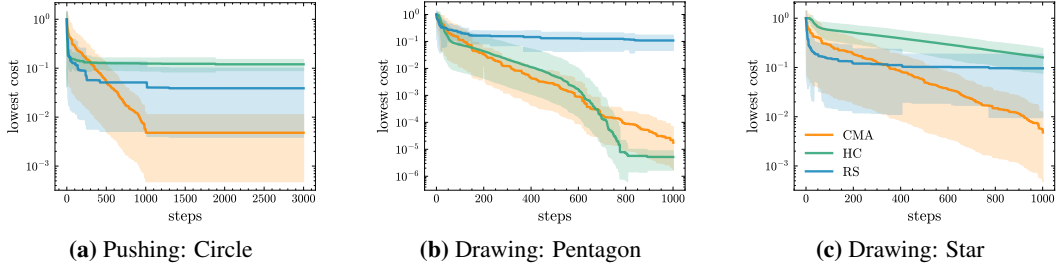 10^0
10^-1
10^-2
10^-3
lowest cost
0 500 1000 1500 2000 2500 3000
steps
(a) Pushing: Circle
10^0
10^-1
10^-2
10^-3
10^-4
10^-5
10^-6
lowest cost
0 200 400 600 800 1000
steps
(b) Drawing: Pentagon
10^0
10^-1
10^-2
10^-3
lowest cost
CMA
HC
RS
0 200 400 600 800 1000
steps
(c) Drawing: Star